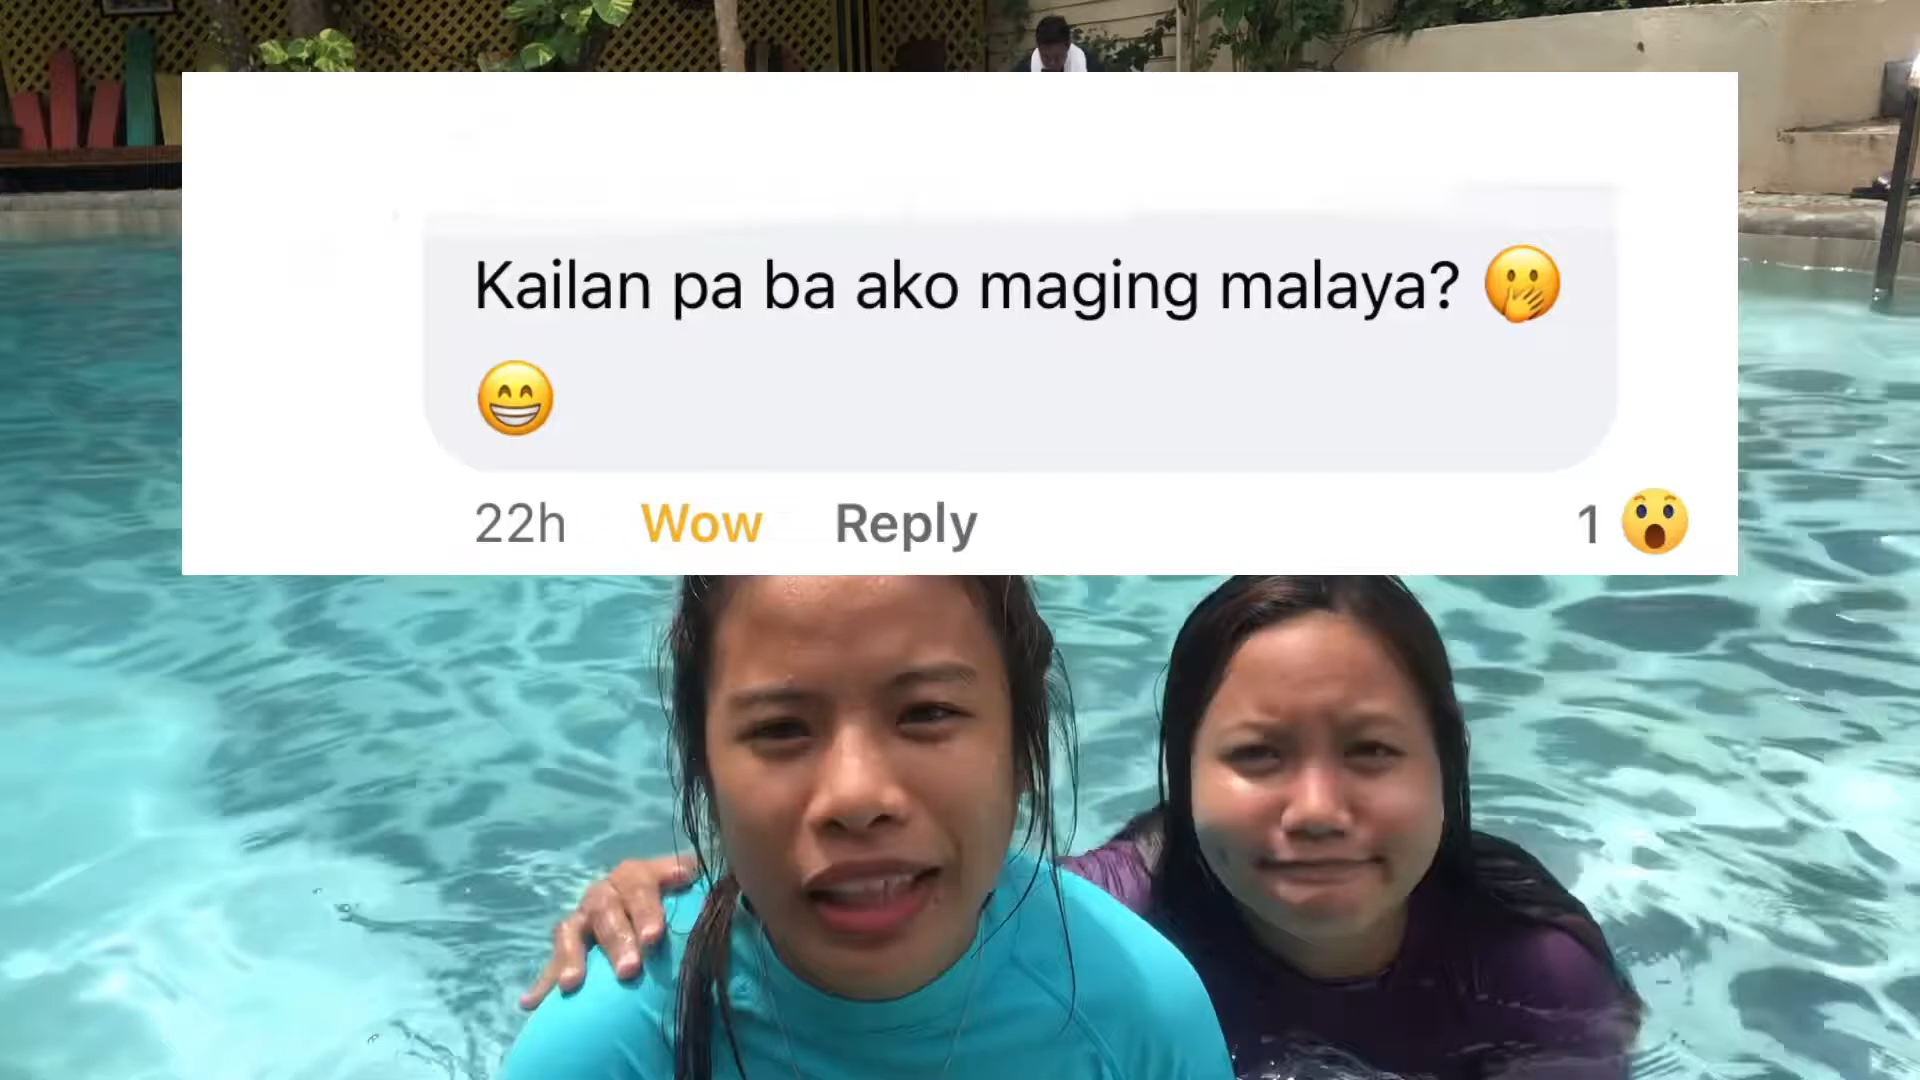 Kailan pa ba ako maging malaya? 🫢
😁
22h Wow Reply 1 😮